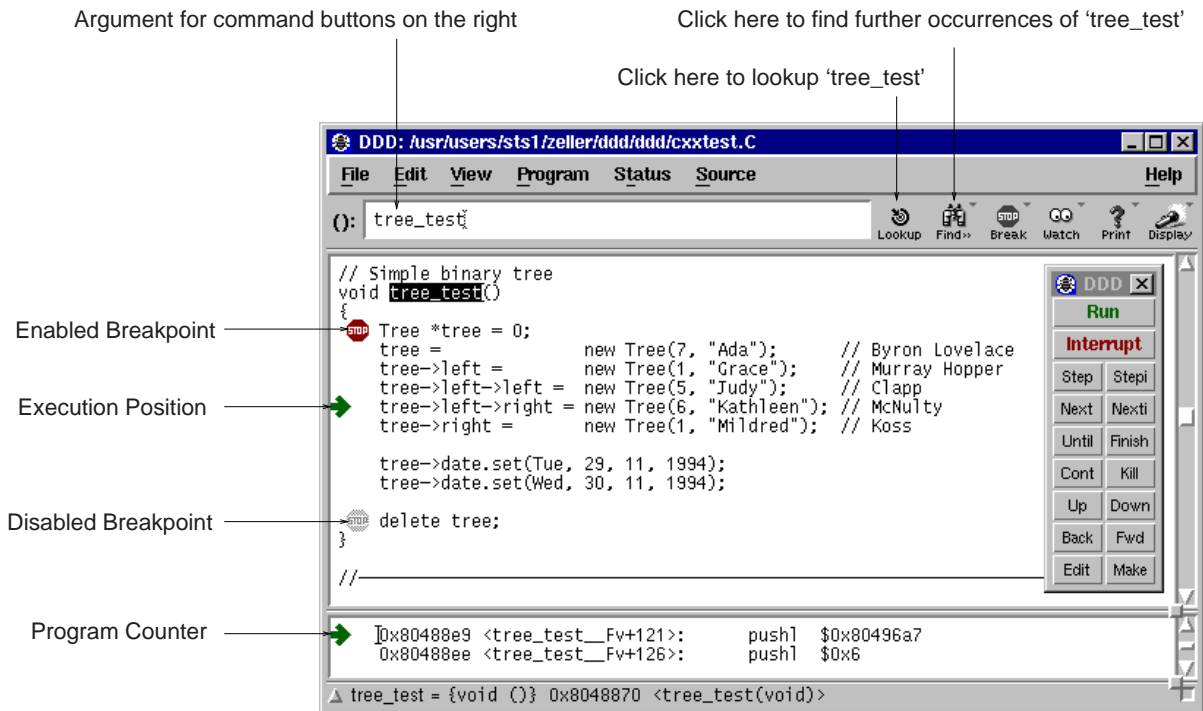 Argument for command buttons on the right
Click here to find further occurrences of ‘tree_test’
Click here to lookup ‘tree_test’
DDD: /usr/users/sts1/zeller/ddd/ddd/cxxtest.C
File Edit View Program Status Source Help
(): tree_test
Lookup Find» Break Watch Print Display
STOP
// Simple binary tree
void tree_test()
{
Enabled Breakpoint
STOP Tree *tree = 0;
tree = new Tree(7, "Ada"); // Byron Lovelace
tree->left = new Tree(1, "Grace"); // Murray Hopper
tree->left->left = new Tree(5, "Judy"); // Clapp
Execution Position
tree->left->right = new Tree(6, "Kathleen"); // McNulty
tree->right = new Tree(1, "Mildred"); // Koss
tree->date.set(Tue, 29, 11, 1994);
tree->date.set(Wed, 30, 11, 1994);
Disabled Breakpoint
STOP delete tree;
}
//
DDD
Run
Interrupt
Step Stepi
Next Nexti
Until Finish
Cont Kill
Up Down
Back Fwd
Edit Make
Program Counter
0x80488e9 <tree_test__Fv+121>: pushl $0x80496a7
0x80488ee <tree_test__Fv+126>: pushl $0x6
tree_test = {void ()} 0x8048870 <tree_test(void)>